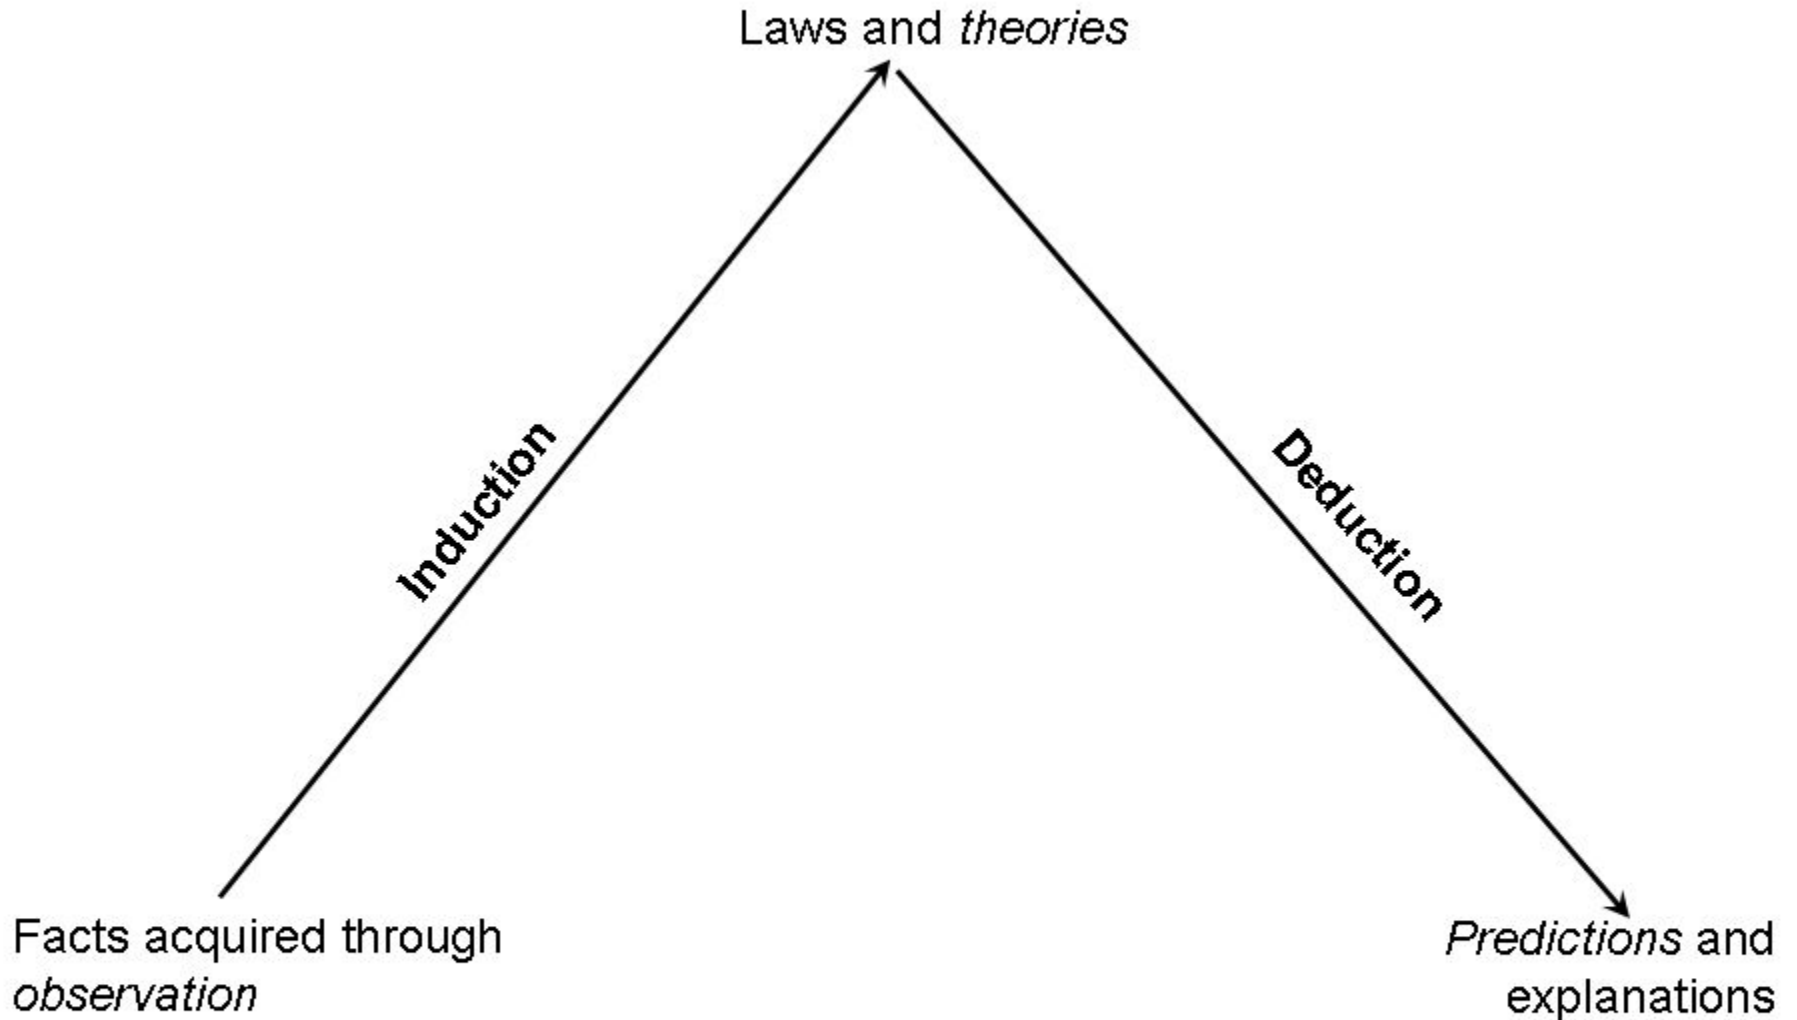 Laws and theories
Induction
Deduction
Facts acquired through
observation
Predictions and
explanations